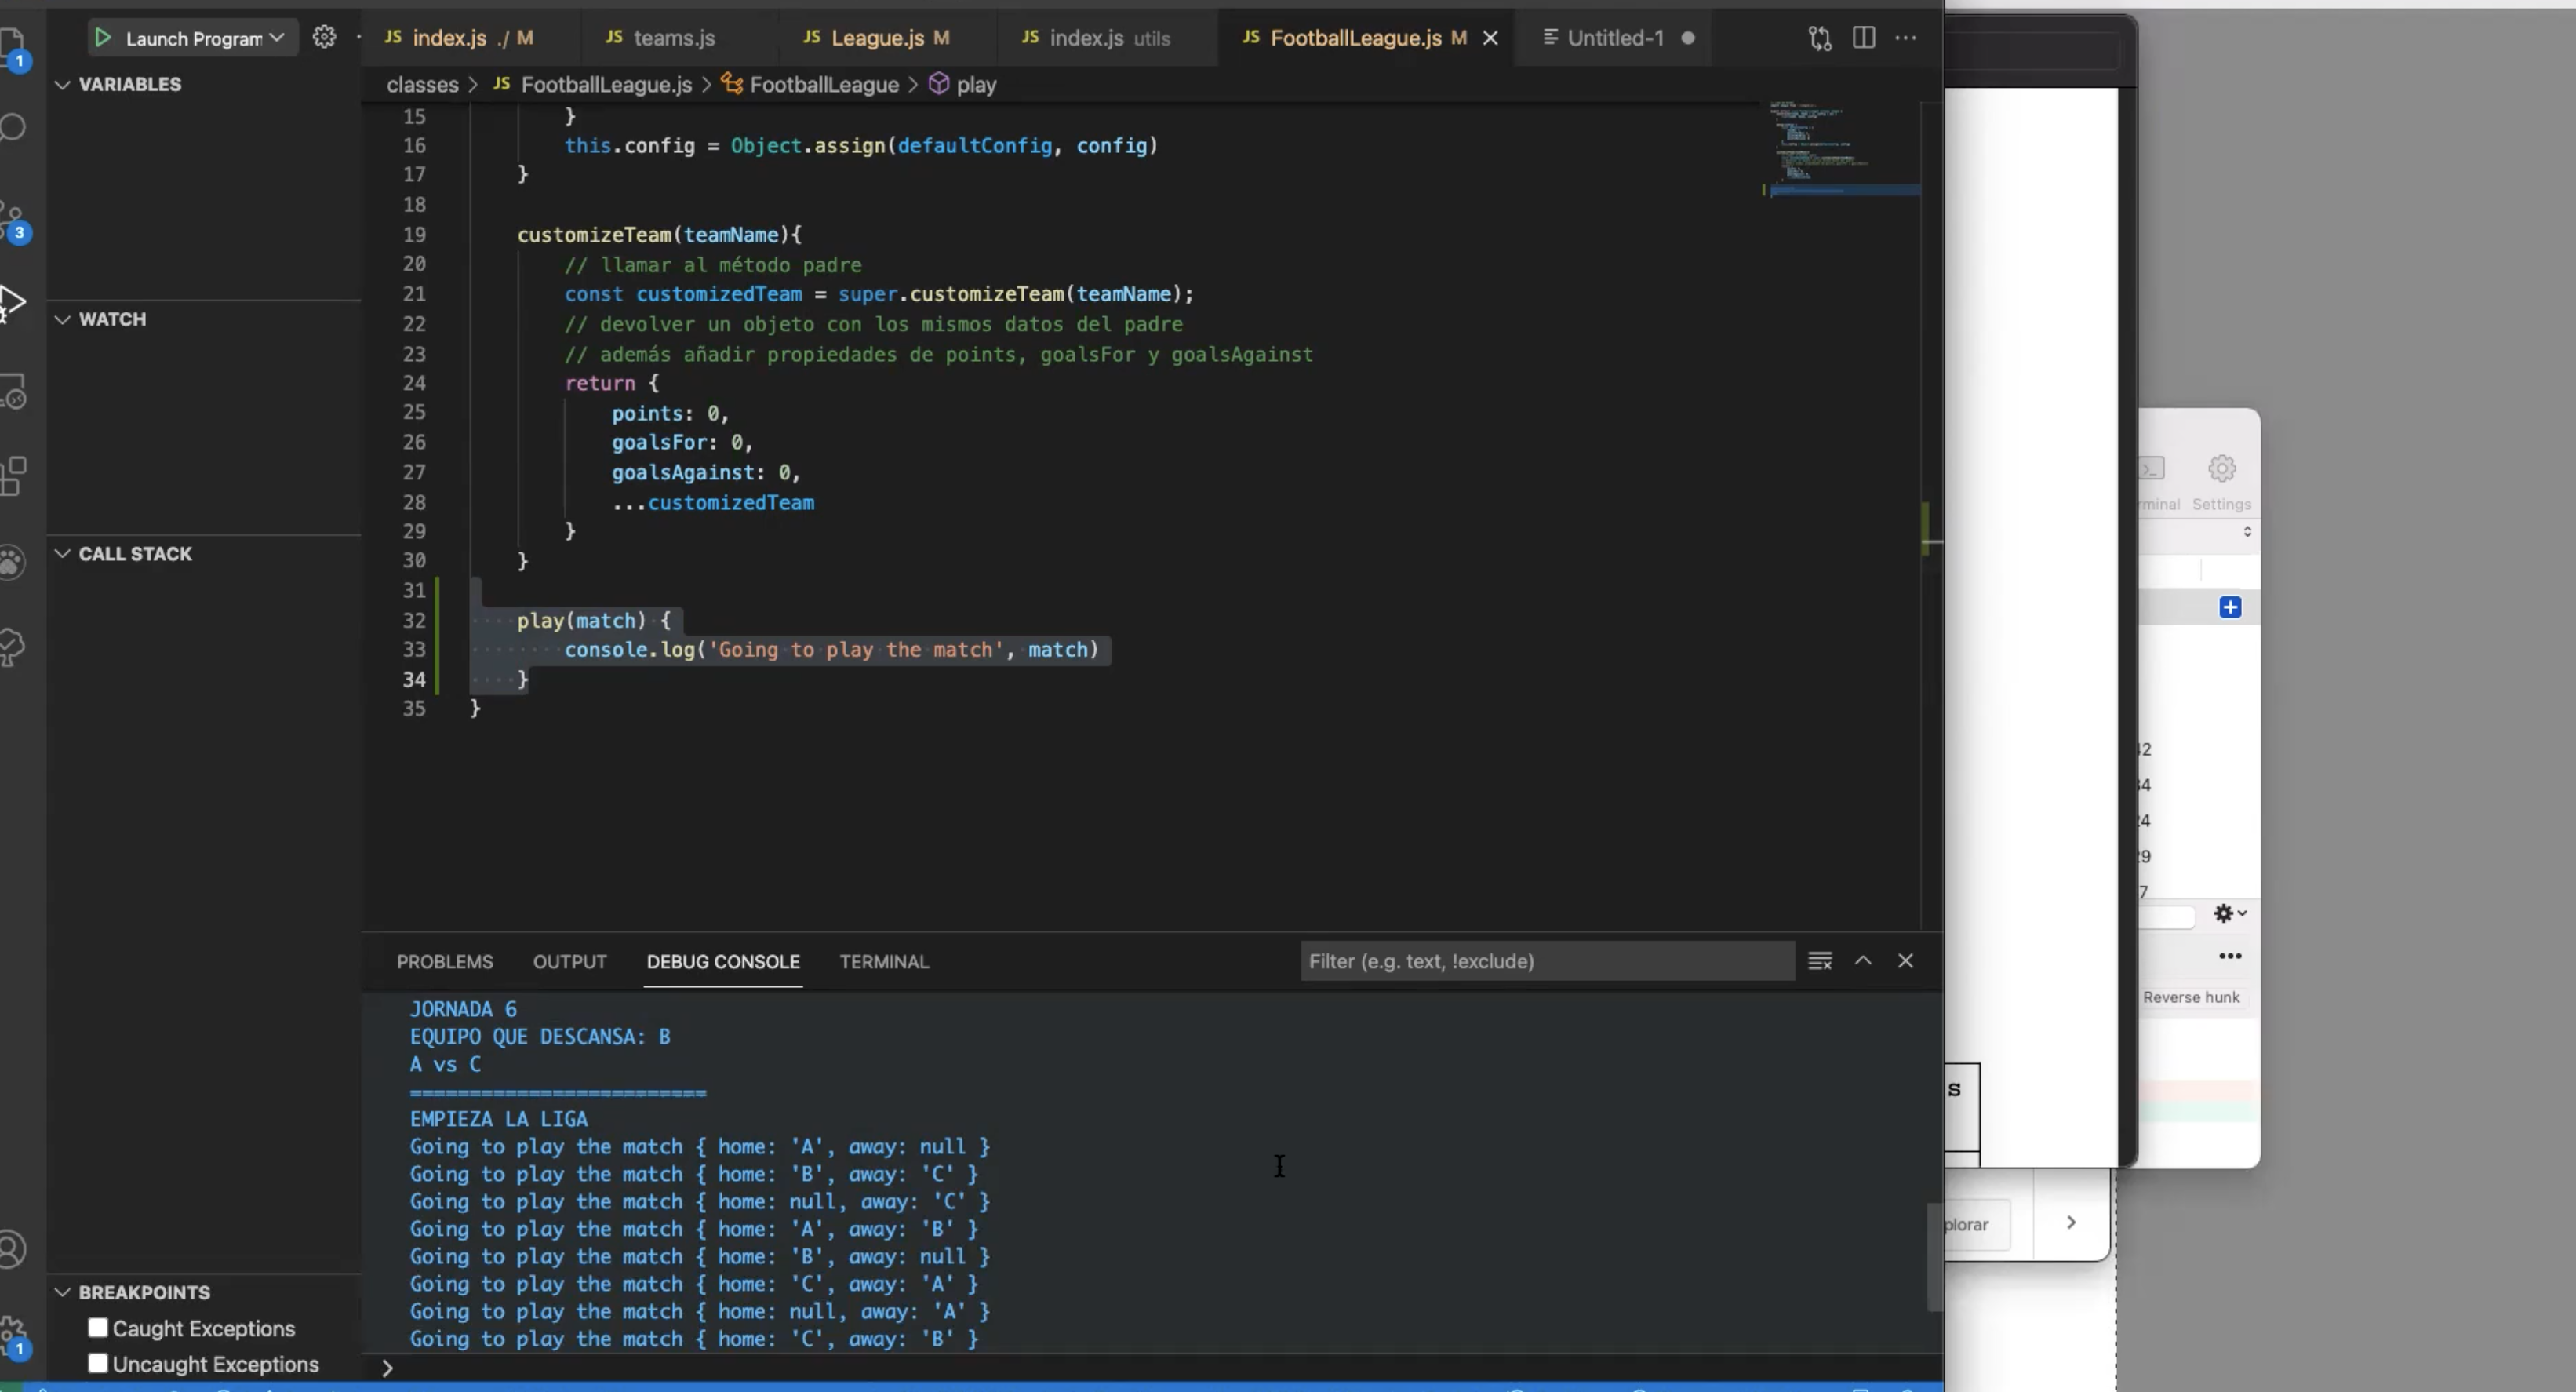 Launch Program
index.js ./ M
teams.js
League.js M
index.js utils
FootballLeague.js M
Untitled-1
classes > JS FootballLeague.js > FootballLeague > play
VARIABLES
WATCH
CALL STACK
BREAKPOINTS
Caught Exceptions
Uncaught Exceptions
1
3
1
15 }
16 this.config = Object.assign(defaultConfig, config)
17 }
18
19 customizeTeam(teamName){
20 // llamar al método padre
21 const customizedTeam = super.customizeTeam(teamName);
22 // devolver un objeto con los mismos datos del padre
23 // además añadir propiedades de points, goalsFor y goalsAgainst
24 return {
25 points: 0,
26 goalsFor: 0,
27 goalsAgainst: 0,
28 ...customizedTeam
29 }
30 }
31
32 play(match) {
33 console.log('Going to play the match', match)
34 }
35 }
PROBLEMS OUTPUT DEBUG CONSOLE TERMINAL
Filter (e.g. text, !exclude)
JORNADA 6
EQUIPO QUE DESCANSA: B
A vs C
=========================
EMPIEZA LA LIGA
Going to play the match { home: 'A', away: null }
Going to play the match { home: 'B', away: 'C' }
Going to play the match { home: null, away: 'C' }
Going to play the match { home: 'A', away: 'B' }
Going to play the match { home: 'B', away: null }
Going to play the match { home: 'C', away: 'A' }
Going to play the match { home: null, away: 'A' }
Going to play the match { home: 'C', away: 'B' }
>
rminal Settings
42
34
24
29
7
Reverse hunk
s
plorar